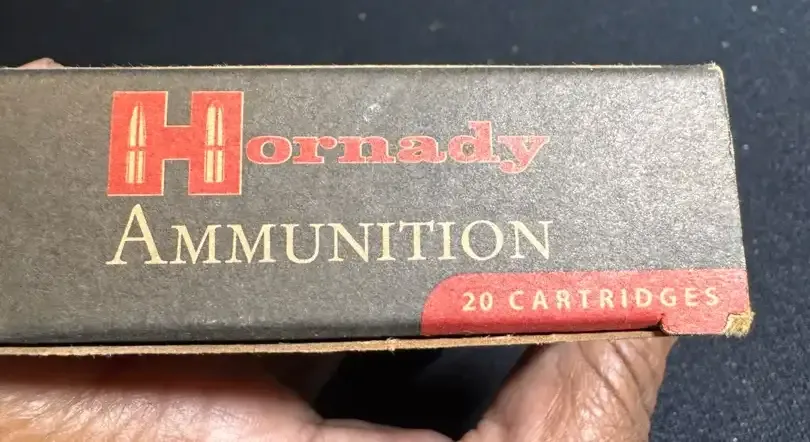 Hornady
AMMUNITION
20 CARTRIDGES